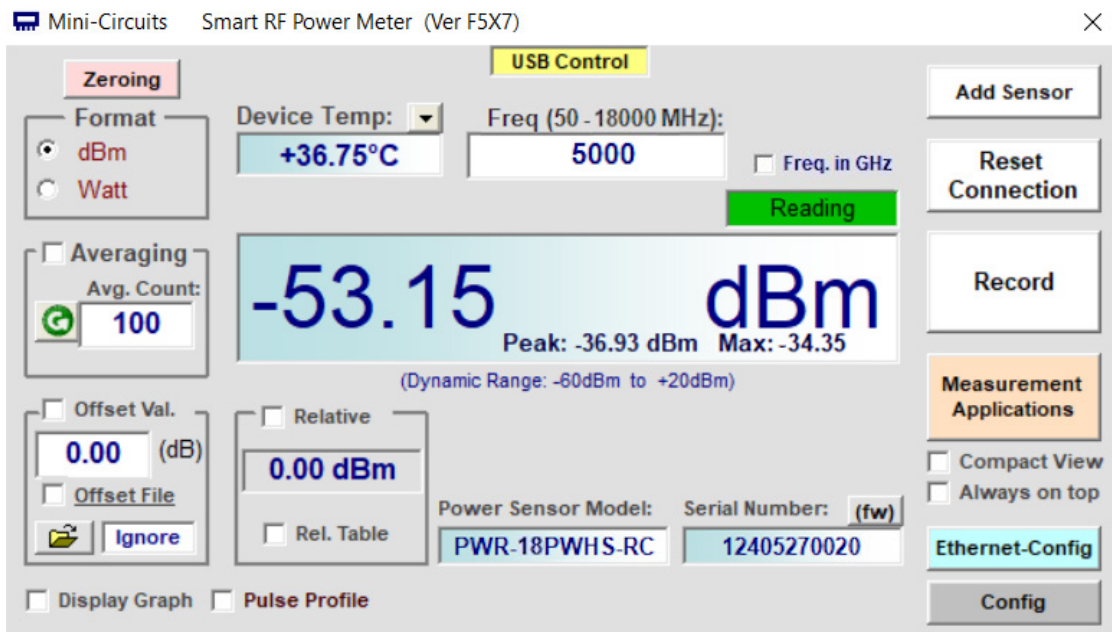 Mini-Circuits Smart RF Power Meter (Ver F5X7)
USB Control
Zeroing
Format
dBm
Watt
Device Temp:
+36.75°C
Freq (50 - 18000 MHz):
5000
Freq. in GHz
Reading
Averaging
Avg. Count:
100
-53.15 dBm
Peak: -36.93 dBm Max: -34.35
(Dynamic Range: -60dBm to +20dBm)
Offset Val.
0.00 (dB)
Offset File
Ignore
Relative
0.00 dBm
Rel. Table
Power Sensor Model:
PWR-18PWHS-RC
Serial Number: (fw)
12405270020
Display Graph
Pulse Profile
Add Sensor
Reset
Connection
Record
Measurement
Applications
Compact View
Always on top
Ethernet-Config
Config